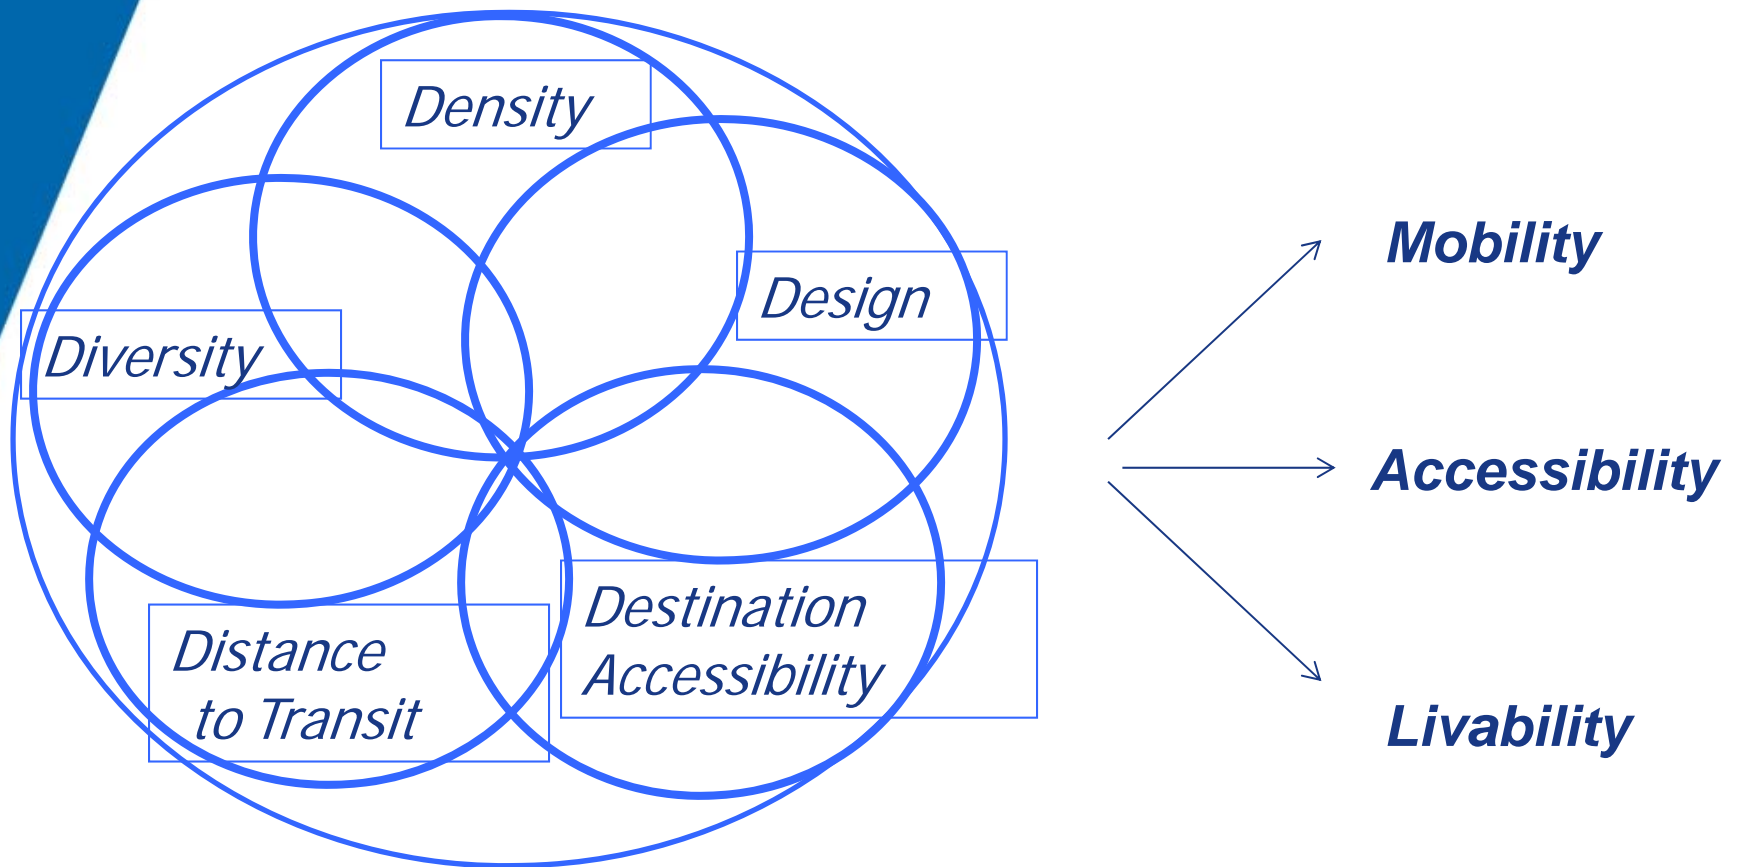 Density
Design
Diversity
Destination
Accessibility
Distance
to Transit
Mobility
Accessibility
Livability